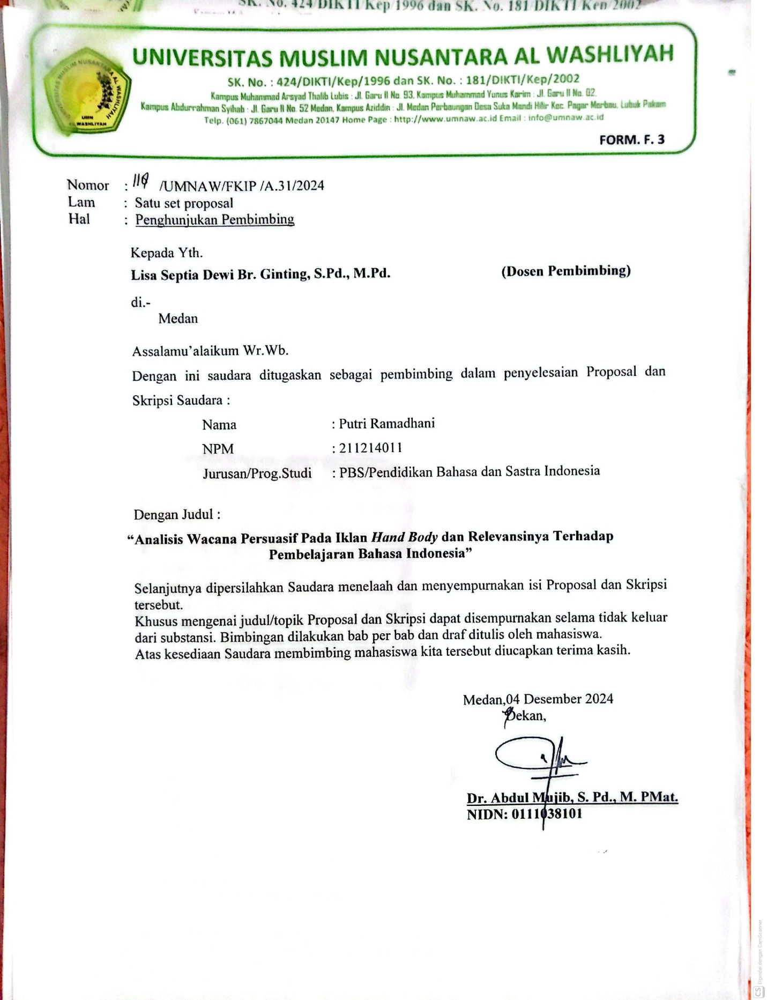 SK. No. 424 DIKTI Kep 1996 dan SK. No. 181 DIKTI Kep 2002
UNIVERSITAS MUSLIM NUSANTARA AL WASHLIYAH
SK. No. : 424/DIKTI/Kep/1996 dan SK. No. : 181/DIKTI/Kep/2002
Kampus Muhammad Arsyad Thalib Lubis : Jl. Garu II No. 93, Kampus Muhammad Yunus Karim : Jl. Garu II No. 02,
Kampus Abdurrahman Syihab : Jl. Garu II No. 52 Medan, Kampus Aziddin : Jl. Medan Perbaungan Desa Suka Mandi Hilir Kec. Pagar Merbau, Lubuk Pakam
Telp. (061) 7867044 Medan 20147 Home Page : http://www.umnaw.ac.id Email : info@umnaw.ac.id
UNIVERSITAS MUSLIM NUSANTARA AL WASHLIYAH
UMN
AL WASHLIYAH
FORM. F. 3
Nomor : /UMNAW/FKIP /A.31/2024
Lam : Satu set proposal
Hal : Penghunjukan Pembimbing
Kepada Yth.
Lisa Septia Dewi Br. Ginting, S.Pd., M.Pd. (Dosen Pembimbing)
di.-
Medan
Assalamu’alaikum Wr.Wb.
Dengan ini saudara ditugaskan sebagai pembimbing dalam penyelesaian Proposal dan
Skripsi Saudara :
Nama : Putri Ramadhani
NPM : 211214011
Jurusan/Prog.Studi : PBS/Pendidikan Bahasa dan Sastra Indonesia
Dengan Judul :
“Analisis Wacana Persuasif Pada Iklan Hand Body dan Relevansinya Terhadap
Pembelajaran Bahasa Indonesia”
Selanjutnya dipersilahkan Saudara menelaah dan menyempurnakan isi Proposal dan Skripsi
tersebut.
Khusus mengenai judul/topik Proposal dan Skripsi dapat disempurnakan selama tidak keluar
dari substansi. Bimbingan dilakukan bab per bab dan draf ditulis oleh mahasiswa.
Atas kesediaan Saudara membimbing mahasiswa kita tersebut diucapkan terima kasih.
Medan,04 Desember 2024
Dekan,
Dr. Abdul Mujib, S. Pd., M. PMat.
NIDN: 0111038101
CS Dipindai dengan CamScanner